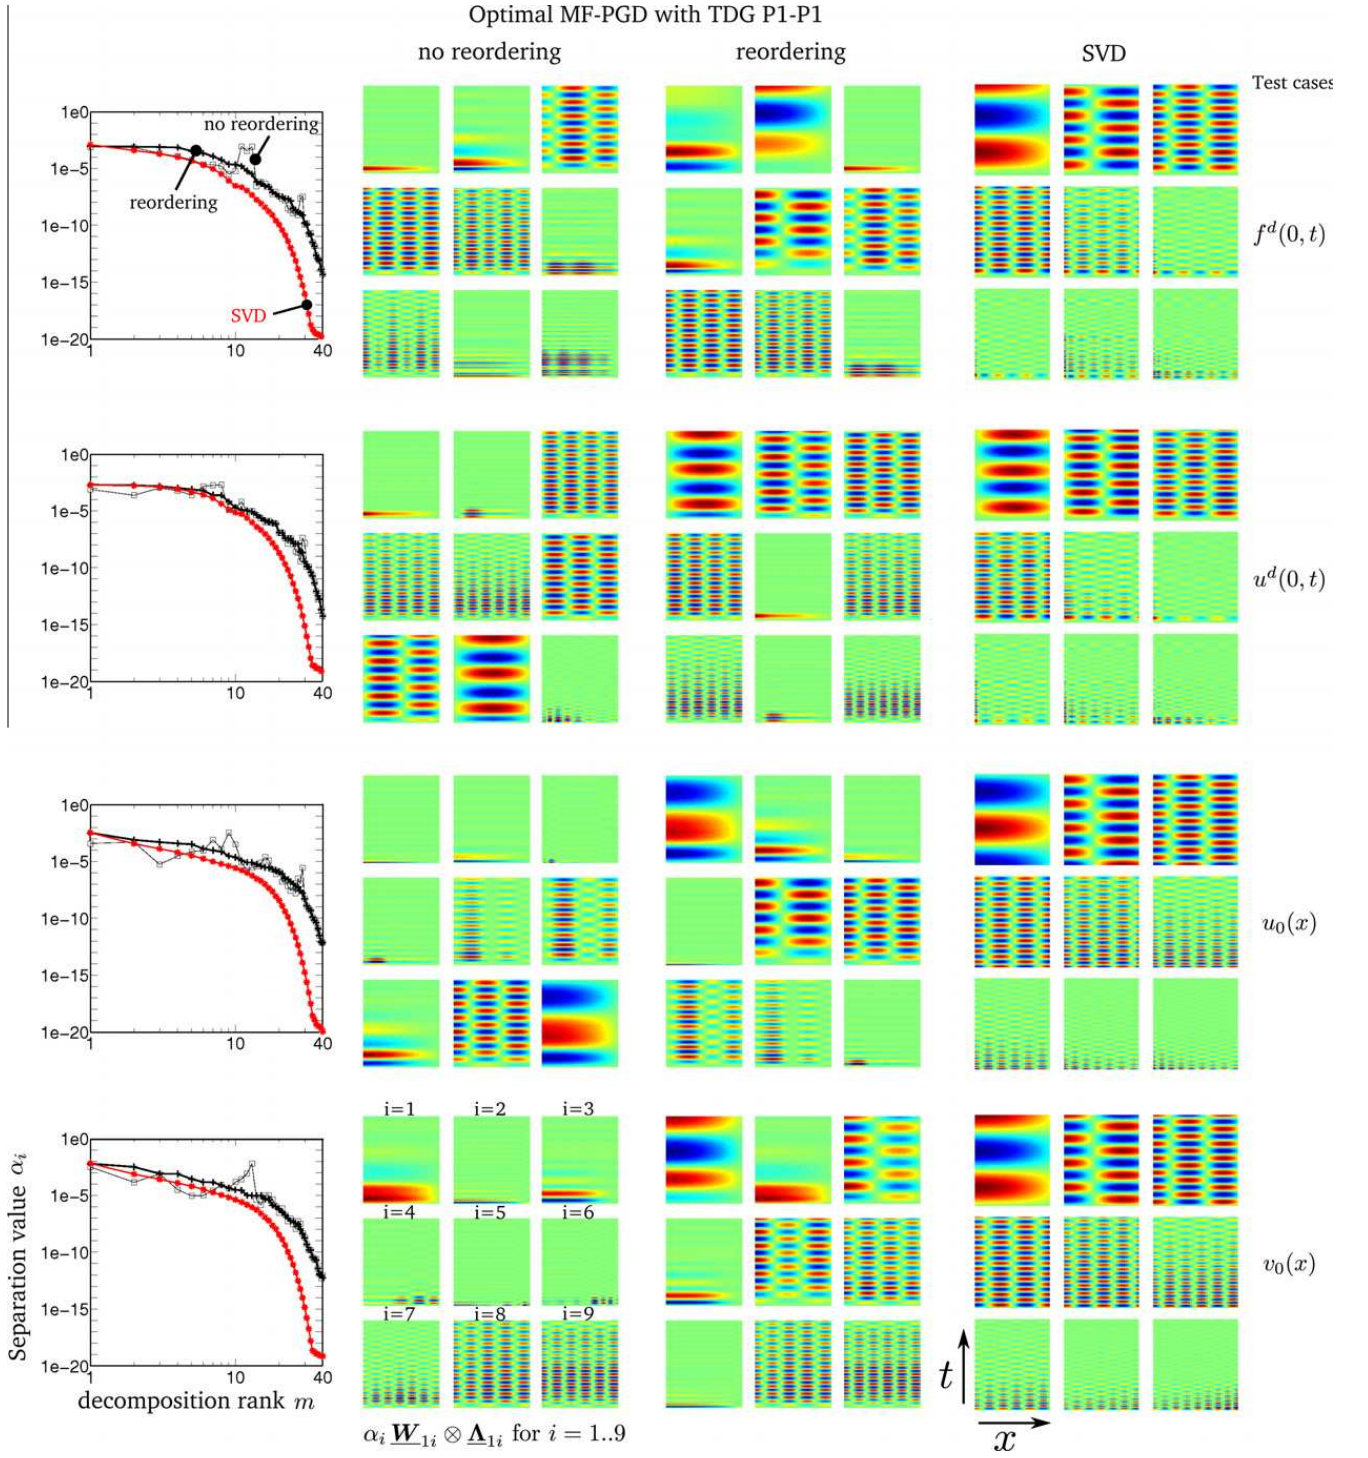 Optimal MF-PGD with TDG P1-P1
no reordering
reordering
SVD
Test cases
1e0
1e−5
1e−10
1e−15
1e−20
1
10
40
no reordering
reordering
SVD
f^d(0, t)
1e0
1e−5
1e−10
1e−15
1e−20
1
10
40
u^d(0, t)
1e0
1e−5
1e−10
1e−15
1e−20
1
10
40
u_0(x)
1e0
1e−5
1e−10
1e−15
1e−20
1
10
40
Separation value α_i
decomposition rank m
i=1
i=2
i=3
i=4
i=5
i=6
i=7
i=8
i=9
v_0(x)
t
x
α_i W_{1i} ⊗ Λ_{1i} for i = 1..9